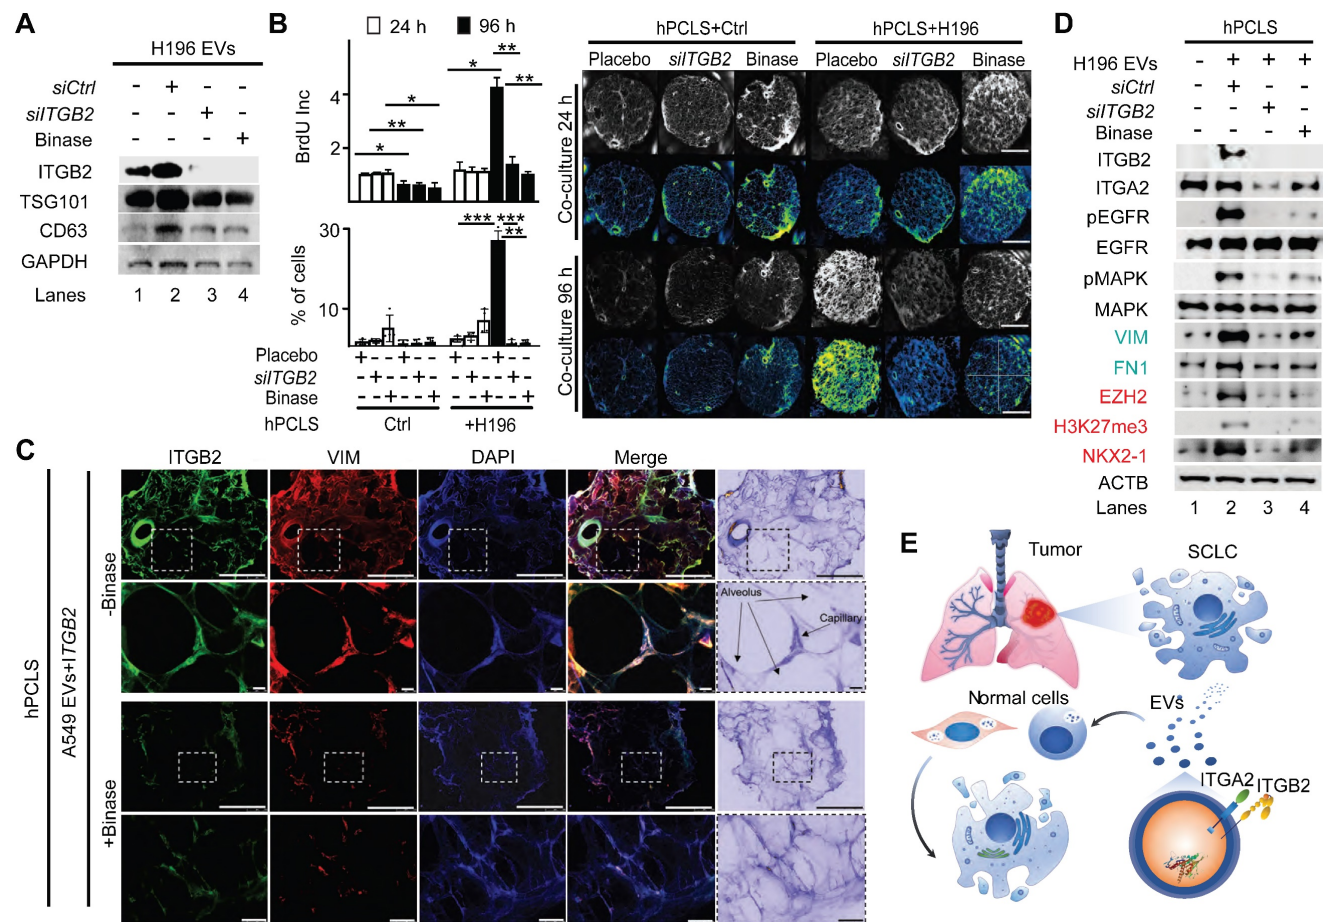 A
H196 EVs
siCtrl - + - -
siITGB2 - - + -
Binase - - - +
ITGB2
TSG101
CD63
GAPDH
Lanes 1 2 3 4
B
24 h 96 h
BrdU Inc
4
2
* ** * * ** **
% of cells
30
10
*** *** **
Placebo + + + +
siITGB2 + + + +
Binase + + + +
hPCLS Ctrl +H196
hPCLS+Ctrl hPCLS+H196
Placebo siITGB2 Binase Placebo siITGB2 Binase
Co-culture 24 h
Co-culture 96 h
C
ITGB2 VIM DAPI Merge
hPCLS
A549 EVs+ITGB2
-Binase
Alveolus
Capillary
+Binase
D
hPCLS
H196 EVs - + + +
siCtrl - + - -
siITGB2 - - + -
Binase - - - +
ITGB2
ITGA2
pEGFR
EGFR
pMAPK
MAPK
VIM
FN1
EZH2
H3K27me3
NKX2-1
ACTB
Lanes 1 2 3 4
E
Tumor
SCLC
Normal cells
EVs
ITGA2
ITGB2